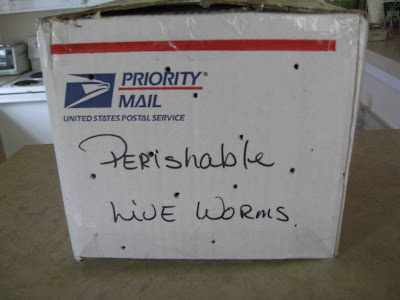 PRIORITY®
MAIL
UNITED STATES POSTAL SERVICE
Perishable
Live Worms.